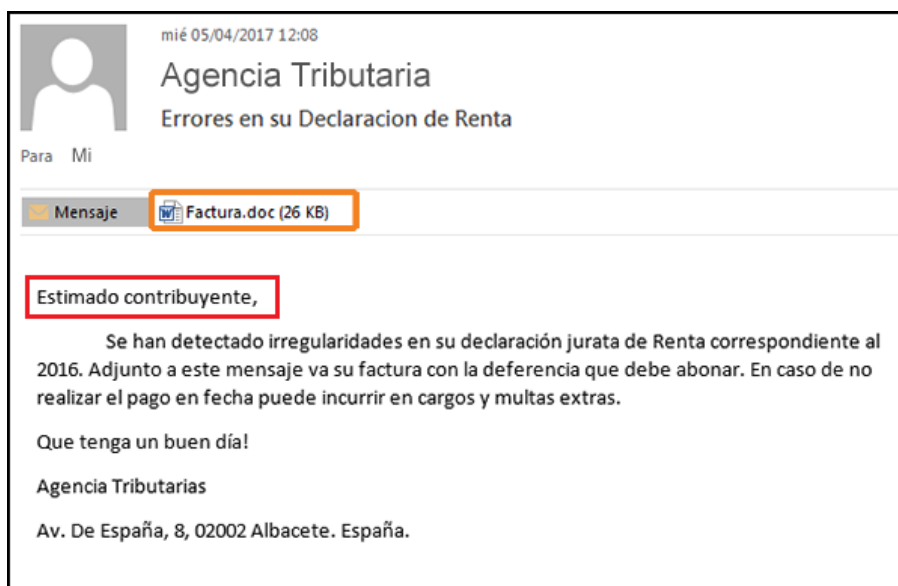 mié 05/04/2017 12:08
Agencia Tributaria
Errores en su Declaracion de Renta
Para Mi
Mensaje Factura.doc (26 KB)
Estimado contribuyente,
Se han detectado irregularidades en su declaración jurata de Renta correspondiente al
2016. Adjunto a este mensaje va su factura con la deferencia que debe abonar. En caso de no
realizar el pago en fecha puede incurrir en cargos y multas extras.
Que tenga un buen día!
Agencia Tributarias
Av. De España, 8, 02002 Albacete. España.